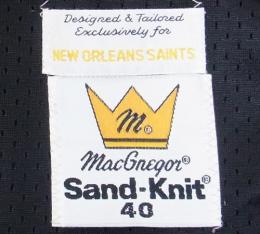 Designed & Tailored
Exclusively for
NEW ORLEANS SAINTS
M.®
MacGregor®
Sand-Knit®
40